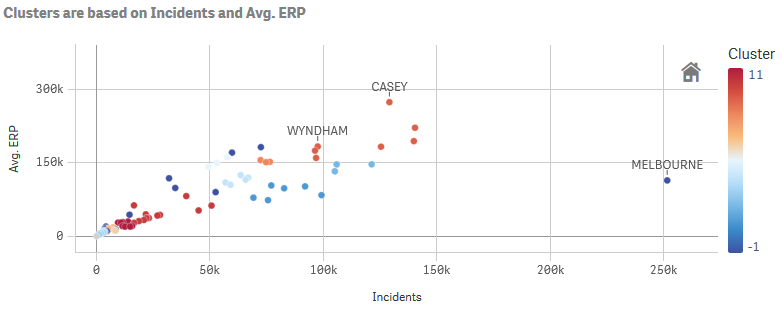 Clusters are based on Incidents and Avg. ERP
Cluster
11
-1
Avg. ERP
300k
150k
0
CASEY
WYNDHAM
MELBOURNE
0
50k
100k
150k
200k
250k
Incidents